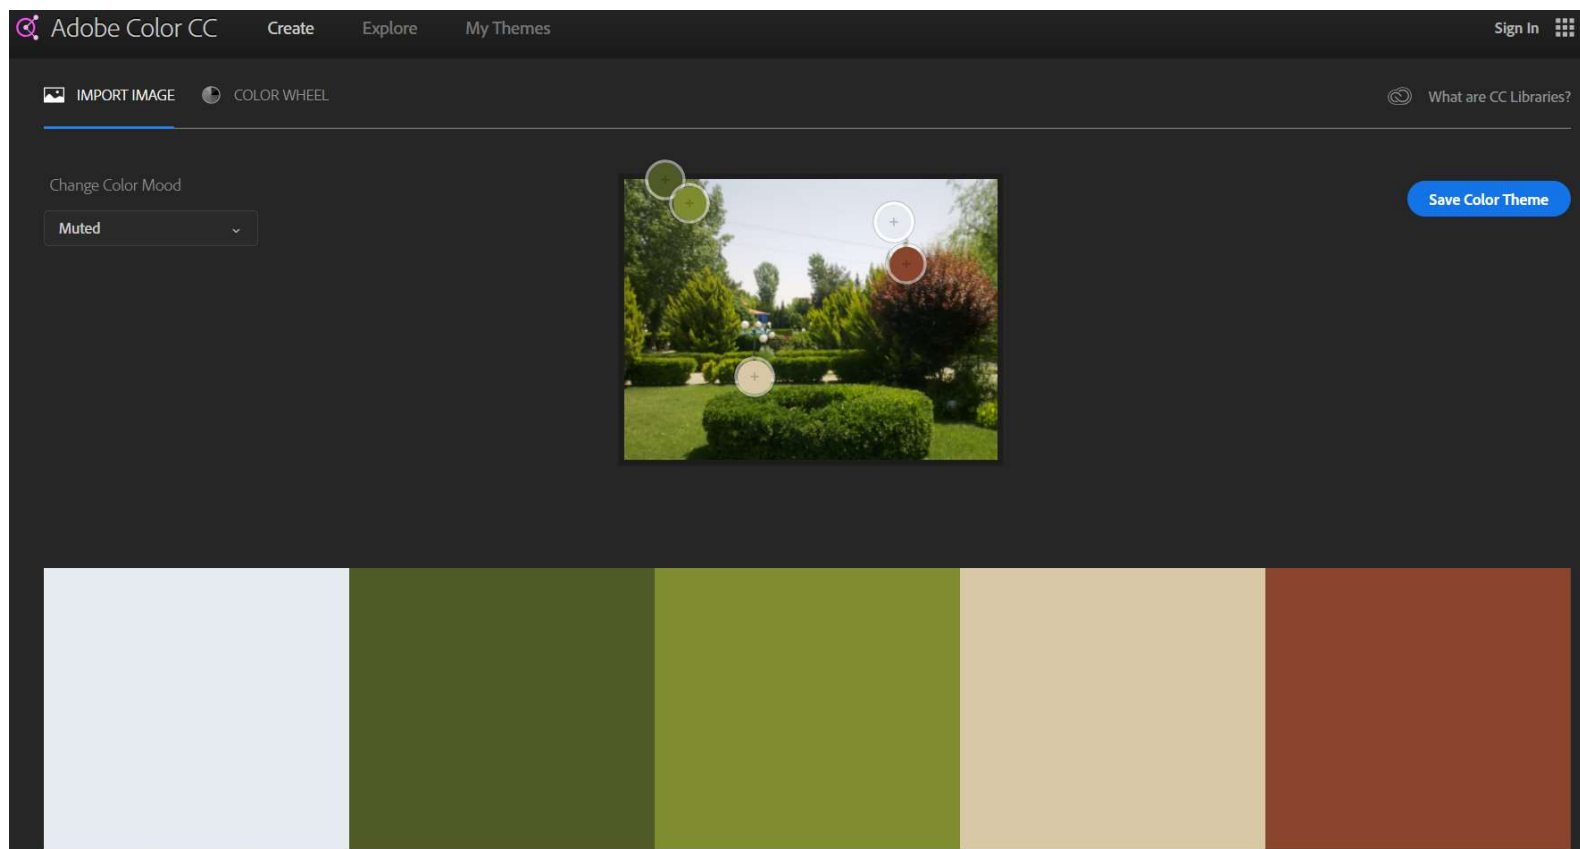 Adobe Color CC Create Explore My Themes Sign In
IMPORT IMAGE COLOR WHEEL What are CC Libraries?
Change Color Mood
Save Color Theme
Muted